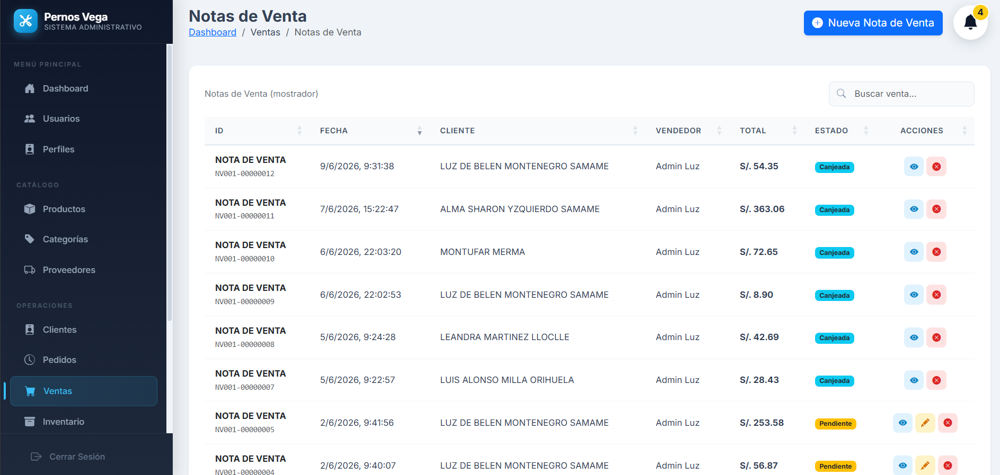 Pernos Vega
SISTEMA ADMINISTRATIVO
MENÚ PRINCIPAL
Dashboard
Usuarios
Perfiles
CATÁLOGO
Productos
Categorías
Proveedores
OPERACIONES
Clientes
Pedidos
Ventas
Inventario
Cerrar Sesión
Notas de Venta
Dashboard / Ventas / Notas de Venta
Nueva Nota de Venta
4
Notas de Venta (mostrador)
Buscar venta...
ID FECHA CLIENTE VENDEDOR TOTAL ESTADO ACCIONES
NOTA DE VENTA
NV001-00000012
9/6/2026, 9:31:38 LUZ DE BELEN MONTENEGRO SAMAME Admin Luz S/. 54.35 Canjeada
NOTA DE VENTA
NV001-00000011
7/6/2026, 15:22:47 ALMA SHARON YZQUIERDO SAMAME Admin Luz S/. 363.06 Canjeada
NOTA DE VENTA
NV001-00000010
6/6/2026, 22:03:20 MONTUFAR MERMA Admin Luz S/. 72.65 Canjeada
NOTA DE VENTA
NV001-00000009
6/6/2026, 22:02:53 LUZ DE BELEN MONTENEGRO SAMAME Admin Luz S/. 8.90 Canjeada
NOTA DE VENTA
NV001-00000008
5/6/2026, 9:24:28 LEANDRA MARTINEZ LLOCLLE Admin Luz S/. 42.69 Canjeada
NOTA DE VENTA
NV001-00000007
5/6/2026, 9:22:57 LUIS ALONSO MILLA ORIHUELA Admin Luz S/. 28.43 Canjeada
NOTA DE VENTA
NV001-00000005
2/6/2026, 9:41:56 LUZ DE BELEN MONTENEGRO SAMAME Admin Luz S/. 253.58 Pendiente
NOTA DE VENTA
NV001-00000004
2/6/2026, 9:40:07 LUZ DE BELEN MONTENEGRO SAMAME Admin Luz S/. 56.87 Pendiente